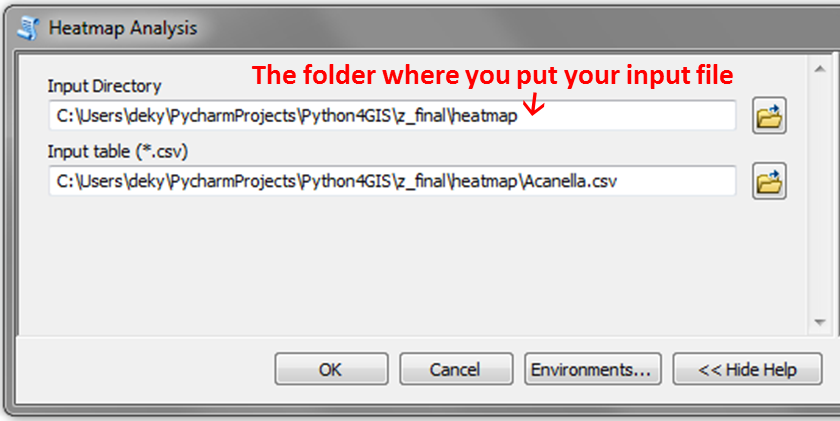 Heatmap Analysis
The folder where you put your input file
Input Directory
C:\Users\deky\PycharmProjects\Python4GIS\z_final\heatmap
Input table (*.csv)
C:\Users\deky\PycharmProjects\Python4GIS\z_final\heatmap\Acanella.csv
OK Cancel Environments... << Hide Help